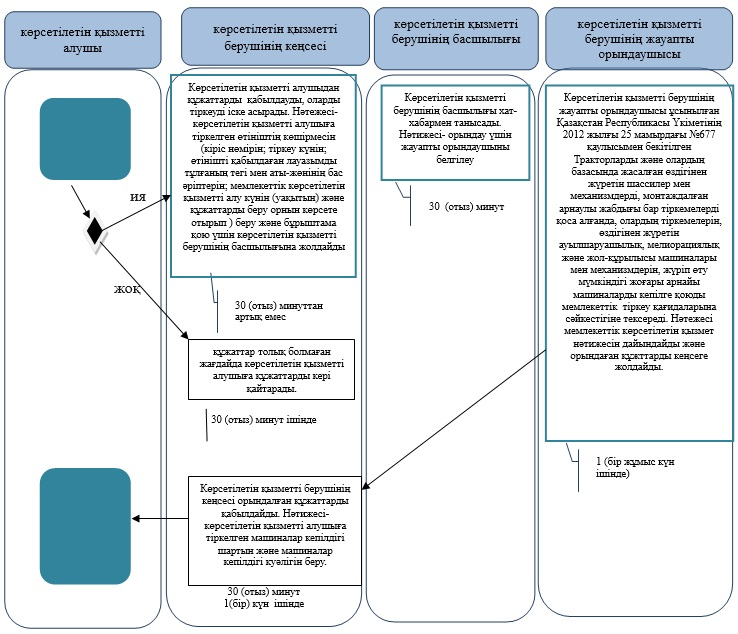 көрсетілетін қызметті
алушы
көрсетілетін қызметті
берушінің кеңсесі
көрсетілетін қызметті
берушінің басшылығы
көрсетілетін қызметті
берушінің жауапты
орындаушысы
ИЯ
жоқ
Көрсетілетін қызметті алушыдан
құжаттарды қабылдауды, оларды
тіркеуді іске асырады. Нәтежесі-
көрсетілетін қызметті алушыға
тіркелген өтініштің көшірмесін
(кіріс нөмірін; тіркеу күнін;
өтінішті қабылдаған лауазымды
тұлғаның тегі мен аты-жөнінің бас
әріптерін; мемлекеттік көрсетілетін
қызметті алу күнін (уақытын) және
құжаттарды беру орнын көрсете
отырып ) беру және бұрыштама
қою үшін көрсетілетін қызметті
берушінің басшылығына жолдайды
30 (отыз) минуттан
артық емес
құжаттар толық болмаған
жағдайда көрсетілетін қызметті
алушыға құжаттарды кері
қайтарады.
30 (отыз) минут ішінде
Көрсетілетін қызметті берушінің
кеңсесі орындалған құжаттарды
қабылдайды. Нәтижесі-
көрсетілетін қызметті алушыға
тіркелген машиналар кепілдігі
шартын және машиналар
кепілдігі куәлігін беру.
30 (отыз) минут
1(бір) күн ішінде
Көрсетілетін қызметті
берушінің басшылығы хат-
хабармен танысады.
Нәтижесі- орындау үшін
жауапты орындаушыны
белгілеу
30 (отыз) минут
Көрсетілетін қызметті берушінің
жауапты орындаушысы ұсынылған
Қазақстан Республикасы Үкіметінің
2012 жылғы 25 мамырдағы №677
қаулысымен бекітілген
Тракторларды және олардың
базасында жасалған өздігінен
жүретін шассилер мен
механизмдерді, монтаждалған
арнаулы жабдығы бар тіркемелерді
қоса алғанда, олардың тіркемелерін,
өздігінен жүретін
ауылшаруашылық, мелиорациялық
және жол-құрылысы машиналары
мен механизмдерін, жүріп өту
мүмкіндігі жоғары арнайы
машиналарды кепілге қоюды
мемлекеттік тіркеу қағидаларына
сәйкестігіне тексереді. Нәтежесі
мемлекеттік көрсетілетін қызмет
нәтижесін дайындайды және
орындаған құжттарды кеңсеге
жолдайды.
1 (бір жұмыс күн
ішінде)